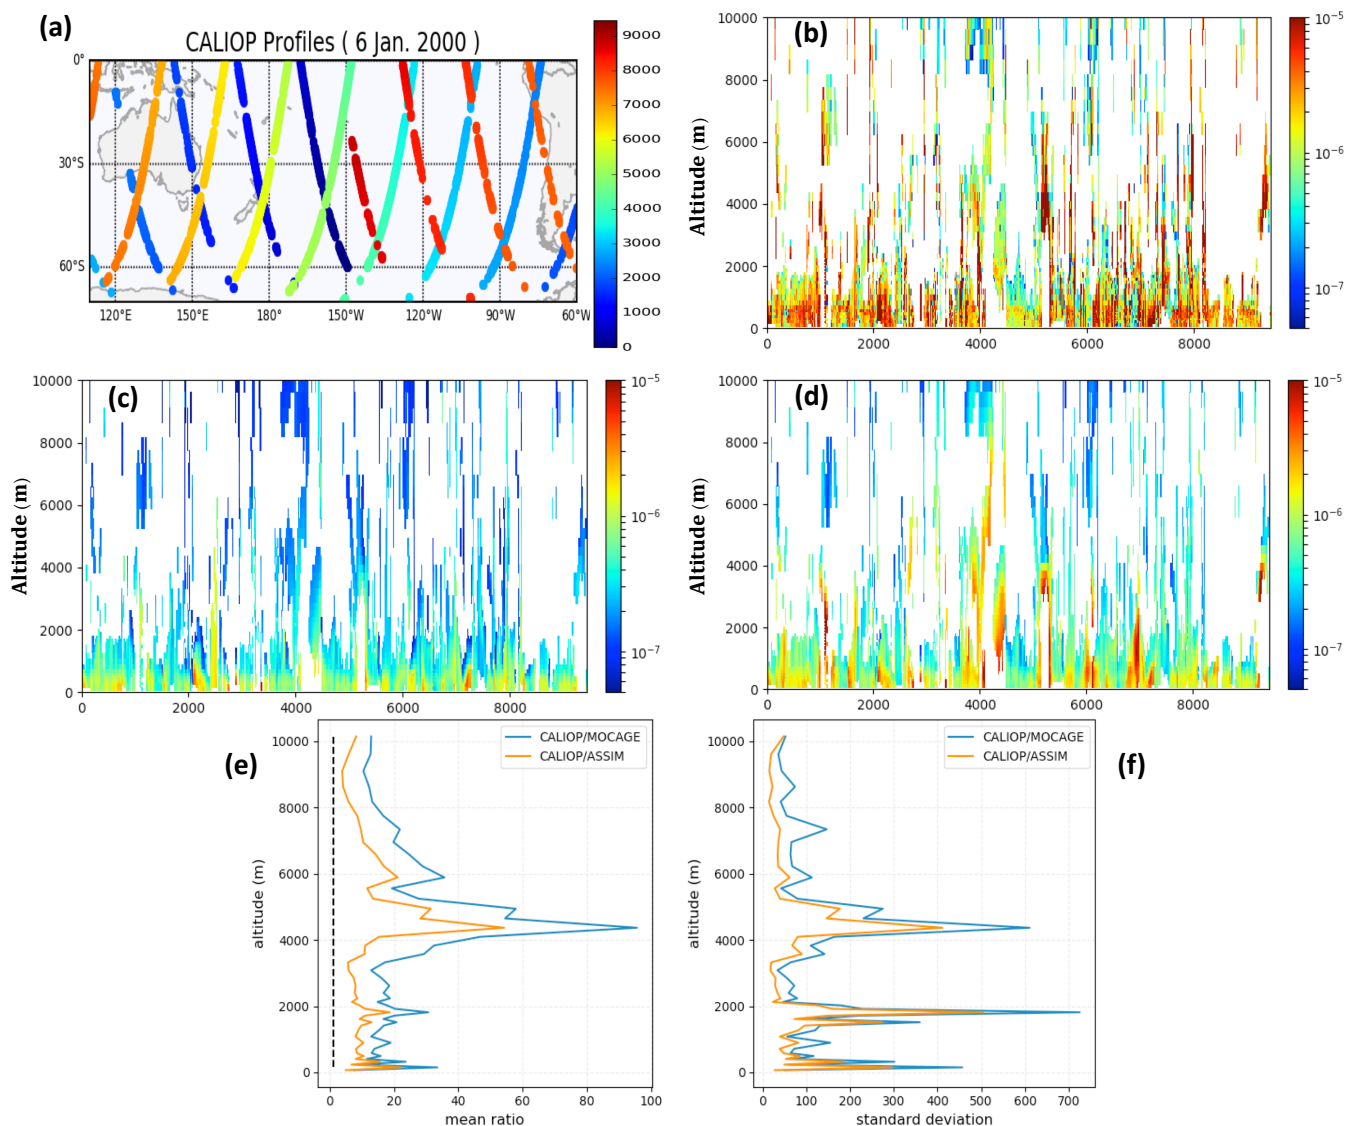 (a)
CALIOP Profiles ( 6 Jan. 2000 )
0°
30°S
60°S
120°E 150°E 180° 150°W 120°W 90°W 60°W
9000
8000
7000
6000
5000
4000
3000
2000
1000
0
(b)
Altitude (m)
10000
8000
6000
4000
2000
0
0 2000 4000 6000 8000
10⁻⁵
10⁻⁶
10⁻⁷
(c)
Altitude (m)
10000
8000
6000
4000
2000
0
0 2000 4000 6000 8000
10⁻⁵
10⁻⁶
10⁻⁷
(d)
Altitude (m)
10000
8000
6000
4000
2000
0
0 2000 4000 6000 8000
10⁻⁵
10⁻⁶
10⁻⁷
(e)
altitude (m)
10000
8000
6000
4000
2000
0
0 20 40 60 80 100
mean ratio
CALIOP/MOCAGE
CALIOP/ASSIM
(f)
altitude (m)
10000
8000
6000
4000
2000
0
0 100 200 300 400 500 600 700
standard deviation
CALIOP/MOCAGE
CALIOP/ASSIM